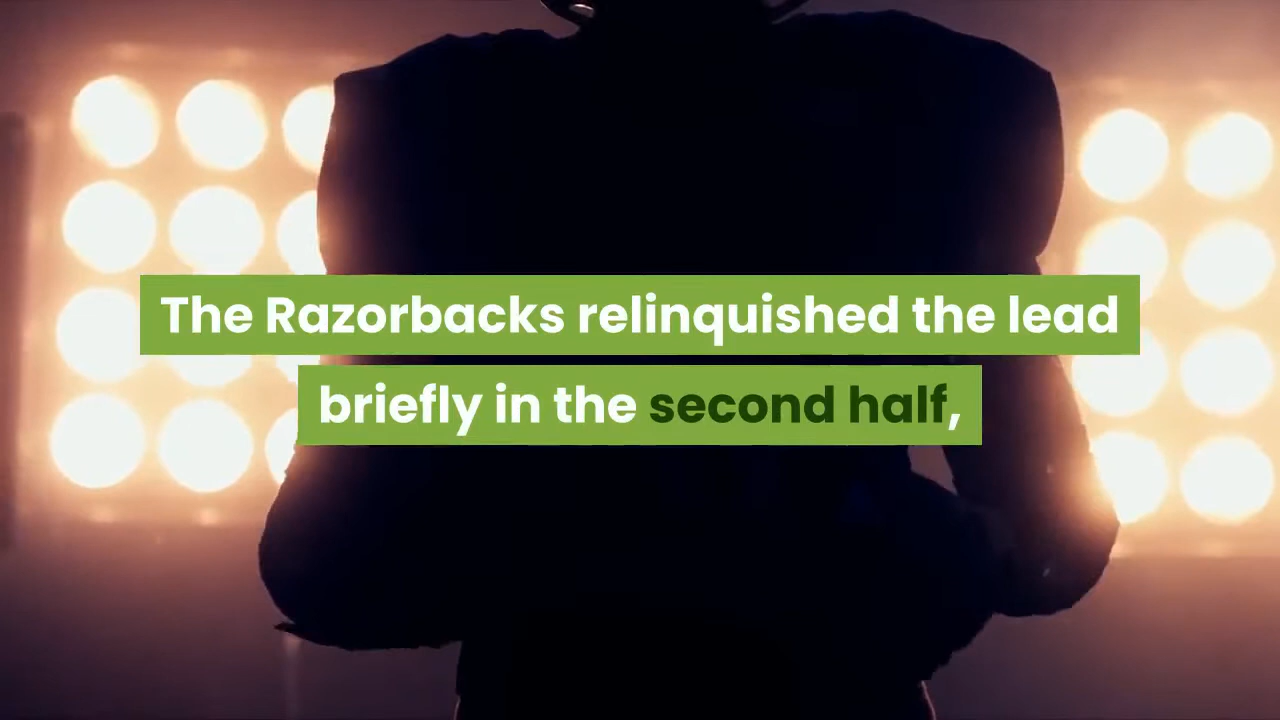 The Razorbacks relinquished the lead
briefly in the second half,